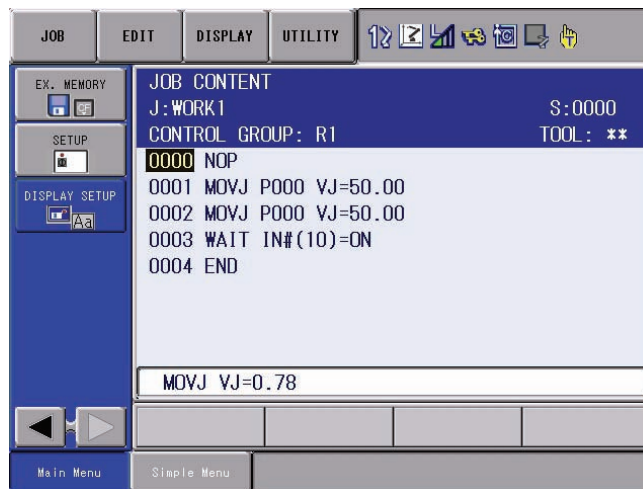 JOB EDIT DISPLAY UTILITY
EX. MEMORY
CF
SETUP
DISPLAY SETUP
Aa
JOB CONTENT
J:WORK1 S:0000
CONTROL GROUP: R1 TOOL: **
0000 NOP
0001 MOVJ P000 VJ=50.00
0002 MOVJ P000 VJ=50.00
0003 WAIT IN#(10)=ON
0004 END
MOVJ VJ=0.78
Main Menu Simple Menu